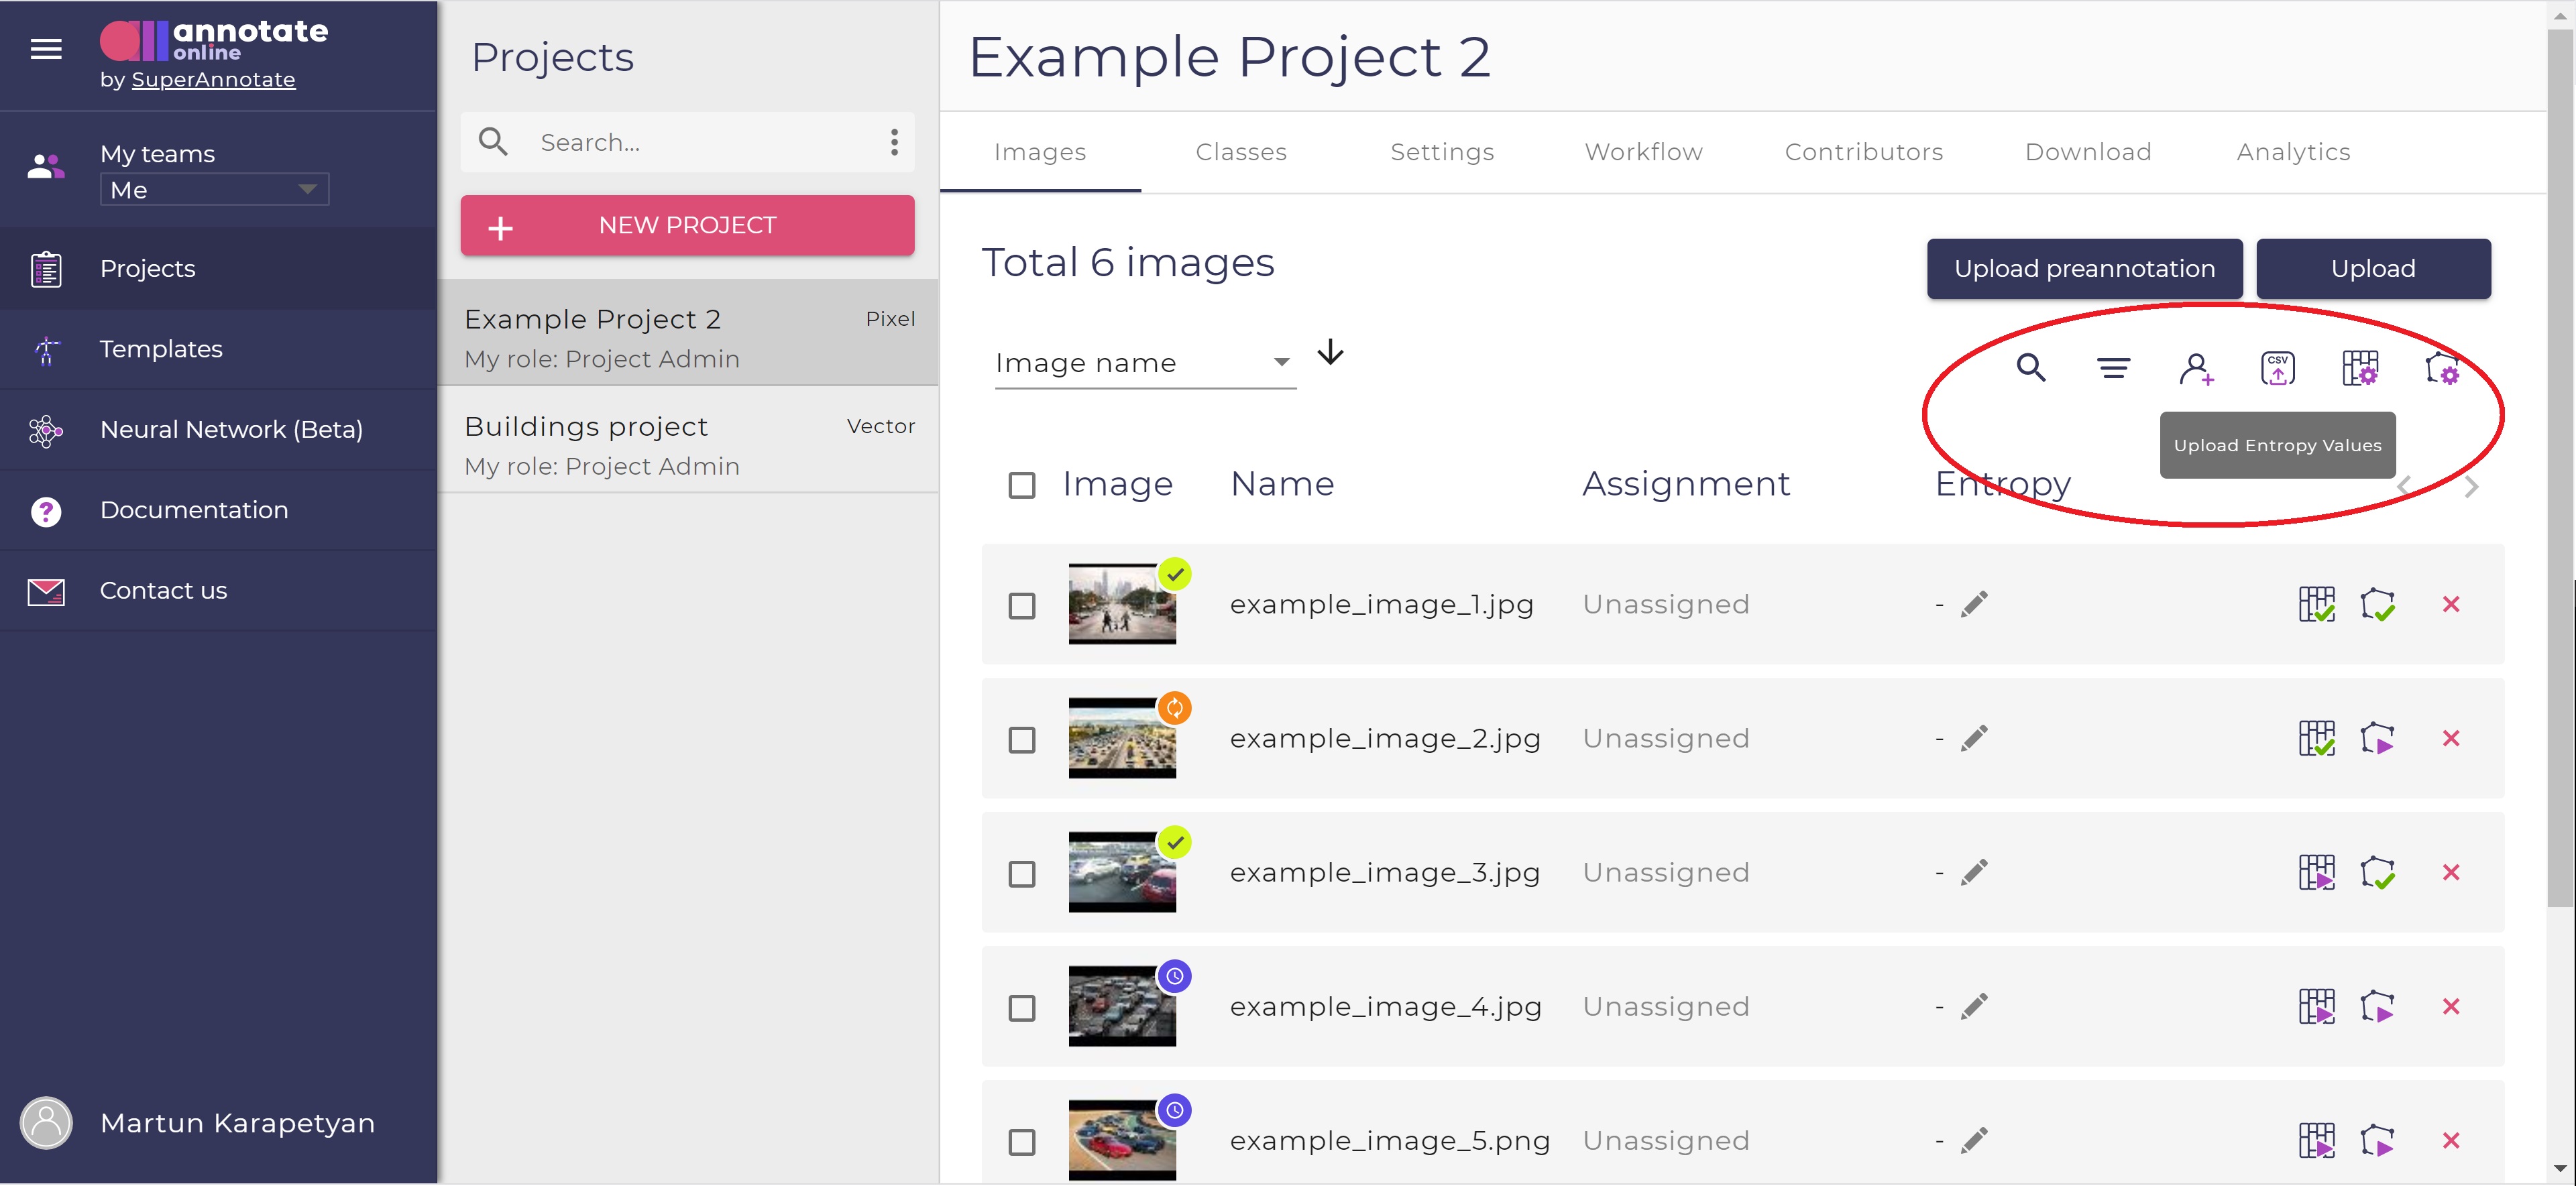 annotate
online
by SuperAnnotate
My teams
Me
Projects
Templates
Neural Network (Beta)
?
Documentation
Contact us
Martun Karapetyan
Projects
Search...
+ NEW PROJECT
Example Project 2 Pixel
My role: Project Admin
Buildings project Vector
My role: Project Admin
Example Project 2
Images Classes Settings Workflow Contributors Download Analytics
Total 6 images
Upload preannotation Upload
Image name
CSV
Upload Entropy Values
Image Name Assignment Entropy
example_image_1.jpg Unassigned -
example_image_2.jpg Unassigned -
example_image_3.jpg Unassigned -
example_image_4.jpg Unassigned -
example_image_5.png Unassigned -